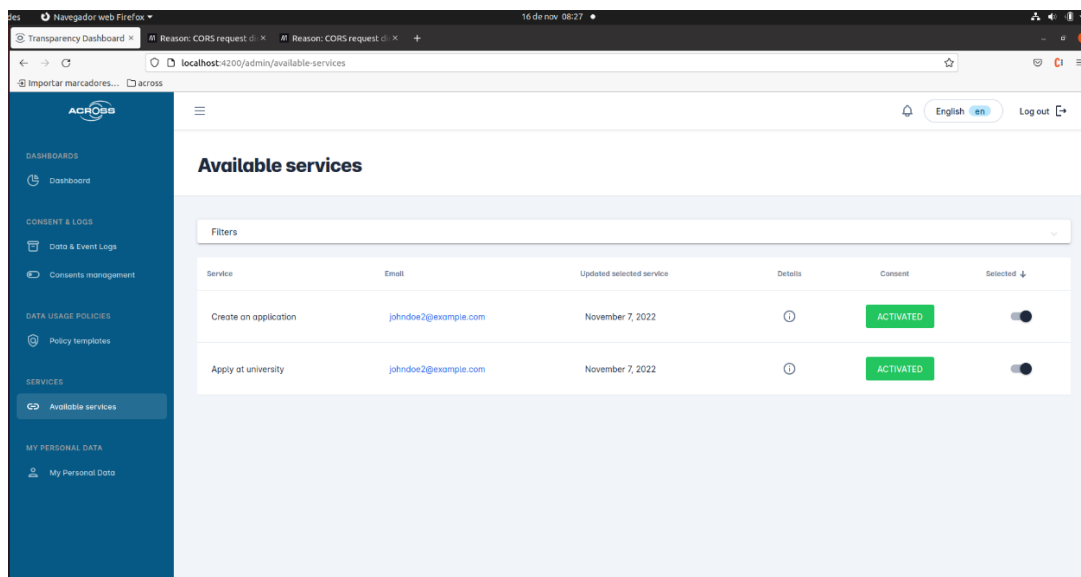 des Navegador web Firefox 16 de nov 08:27
Transparency Dashboard × Reason: CORS request di × Reason: CORS request di × +
localhost:4200/admin/available-services
Importar marcadores... across
ACROSS
English en Log out
DASHBOARDS
Dashboard
Available services
CONSENT & LOGS
Data & Event Logs
Consents management
DATA USAGE POLICIES
Policy templates
SERVICES
Available services
MY PERSONAL DATA
My Personal Data
Filters
Service Email Updated selected service Details Consent Selected
Create an application johndoe2@example.com November 7, 2022 ACTIVATED
Apply at university johndoe2@example.com November 7, 2022 ACTIVATED